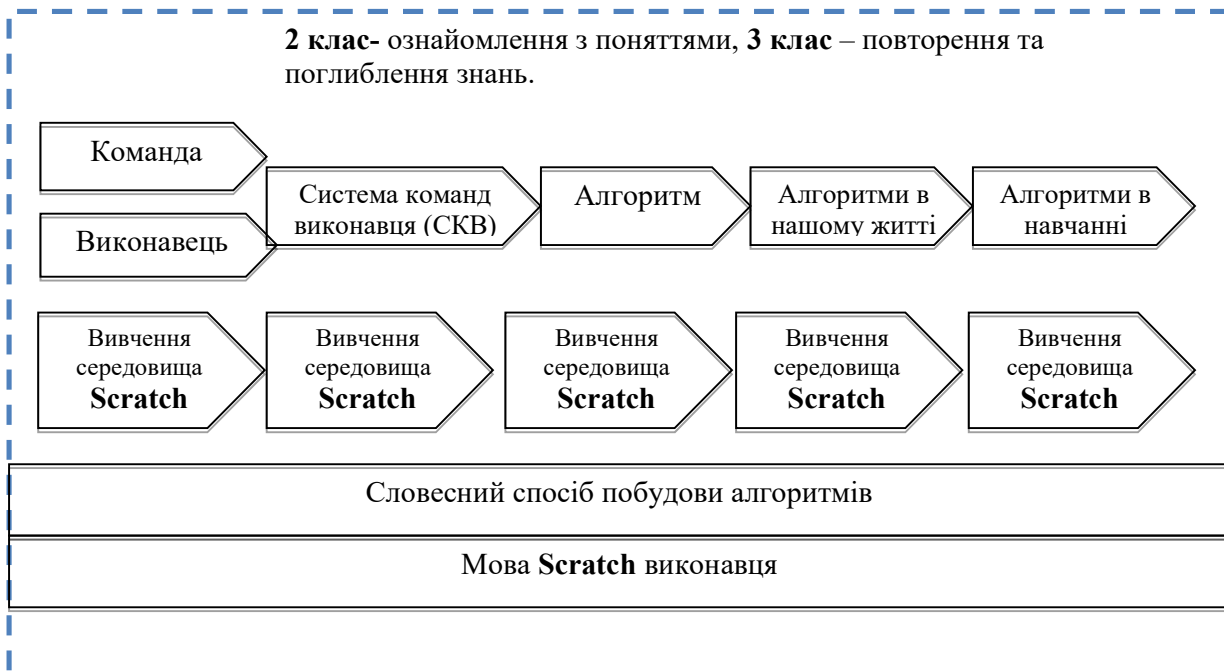 2 клас- ознайомлення з поняттями, 3 клас – повторення та
поглиблення знань.
Команда
Виконавець
Система команд
виконавця (СКВ)
Алгоритм
Алгоритми в
нашому житті
Алгоритми в
навчанні
Вивчення
середовища
Scratch
Вивчення
середовища
Scratch
Вивчення
середовища
Scratch
Вивчення
середовища
Scratch
Вивчення
середовища
Scratch
Словесний спосіб побудови алгоритмів
Мова Scratch виконавця